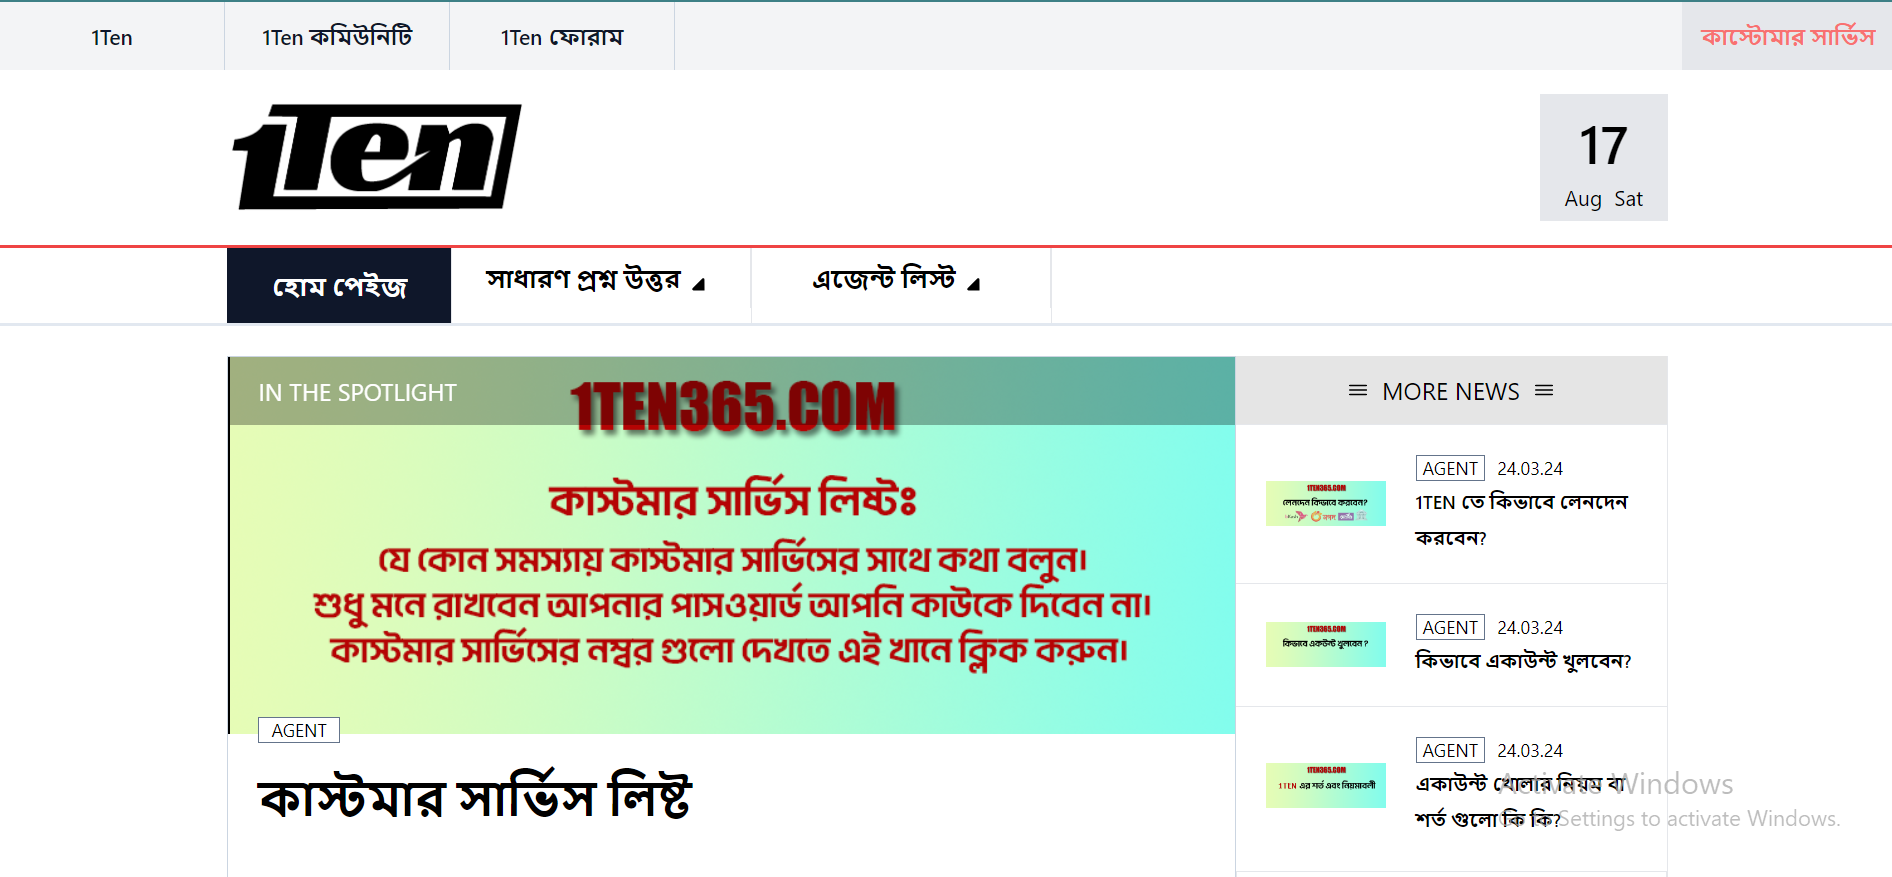 1Ten
1Ten কমিউনিটি
1Ten ফোরাম
কাস্টোমার সার্ভিস
1Ten
17
Aug Sat
হোম পেইজ
সাধারণ প্রশ্ন উত্তর
এজেন্ট লিস্ট
IN THE SPOTLIGHT
1TEN365.COM
কাস্টমার সার্ভিস লিষ্টঃ
যে কোন সমস্যায় কাস্টমার সার্ভিসের সাথে কথা বলুন।
শুধু মনে রাখবেন আপনার পাসওয়ার্ড আপনি কাউকে দিবেন না।
কাস্টমার সার্ভিসের নম্বর গুলো দেখতে এই খানে ক্লিক করুন।
AGENT
কাস্টমার সার্ভিস লিষ্ট
MORE NEWS
1TEN365.COM
লেনদেন কিভাবে করবেন?
AGENT 24.03.24
1TEN তে কিভাবে লেনদেন
করবেন?
1TEN365.COM
কিভাবে একাউন্ট খুলবেন ?
AGENT 24.03.24
কিভাবে একাউন্ট খুলবেন?
1TEN365.COM
1TEN এর শর্ত এবং নিয়মাবলী
AGENT 24.03.24
একাউন্ট খোলার নিয়ম বা
শর্ত গুলো কি কি?
Activate Windows
Go to Settings to activate Windows.